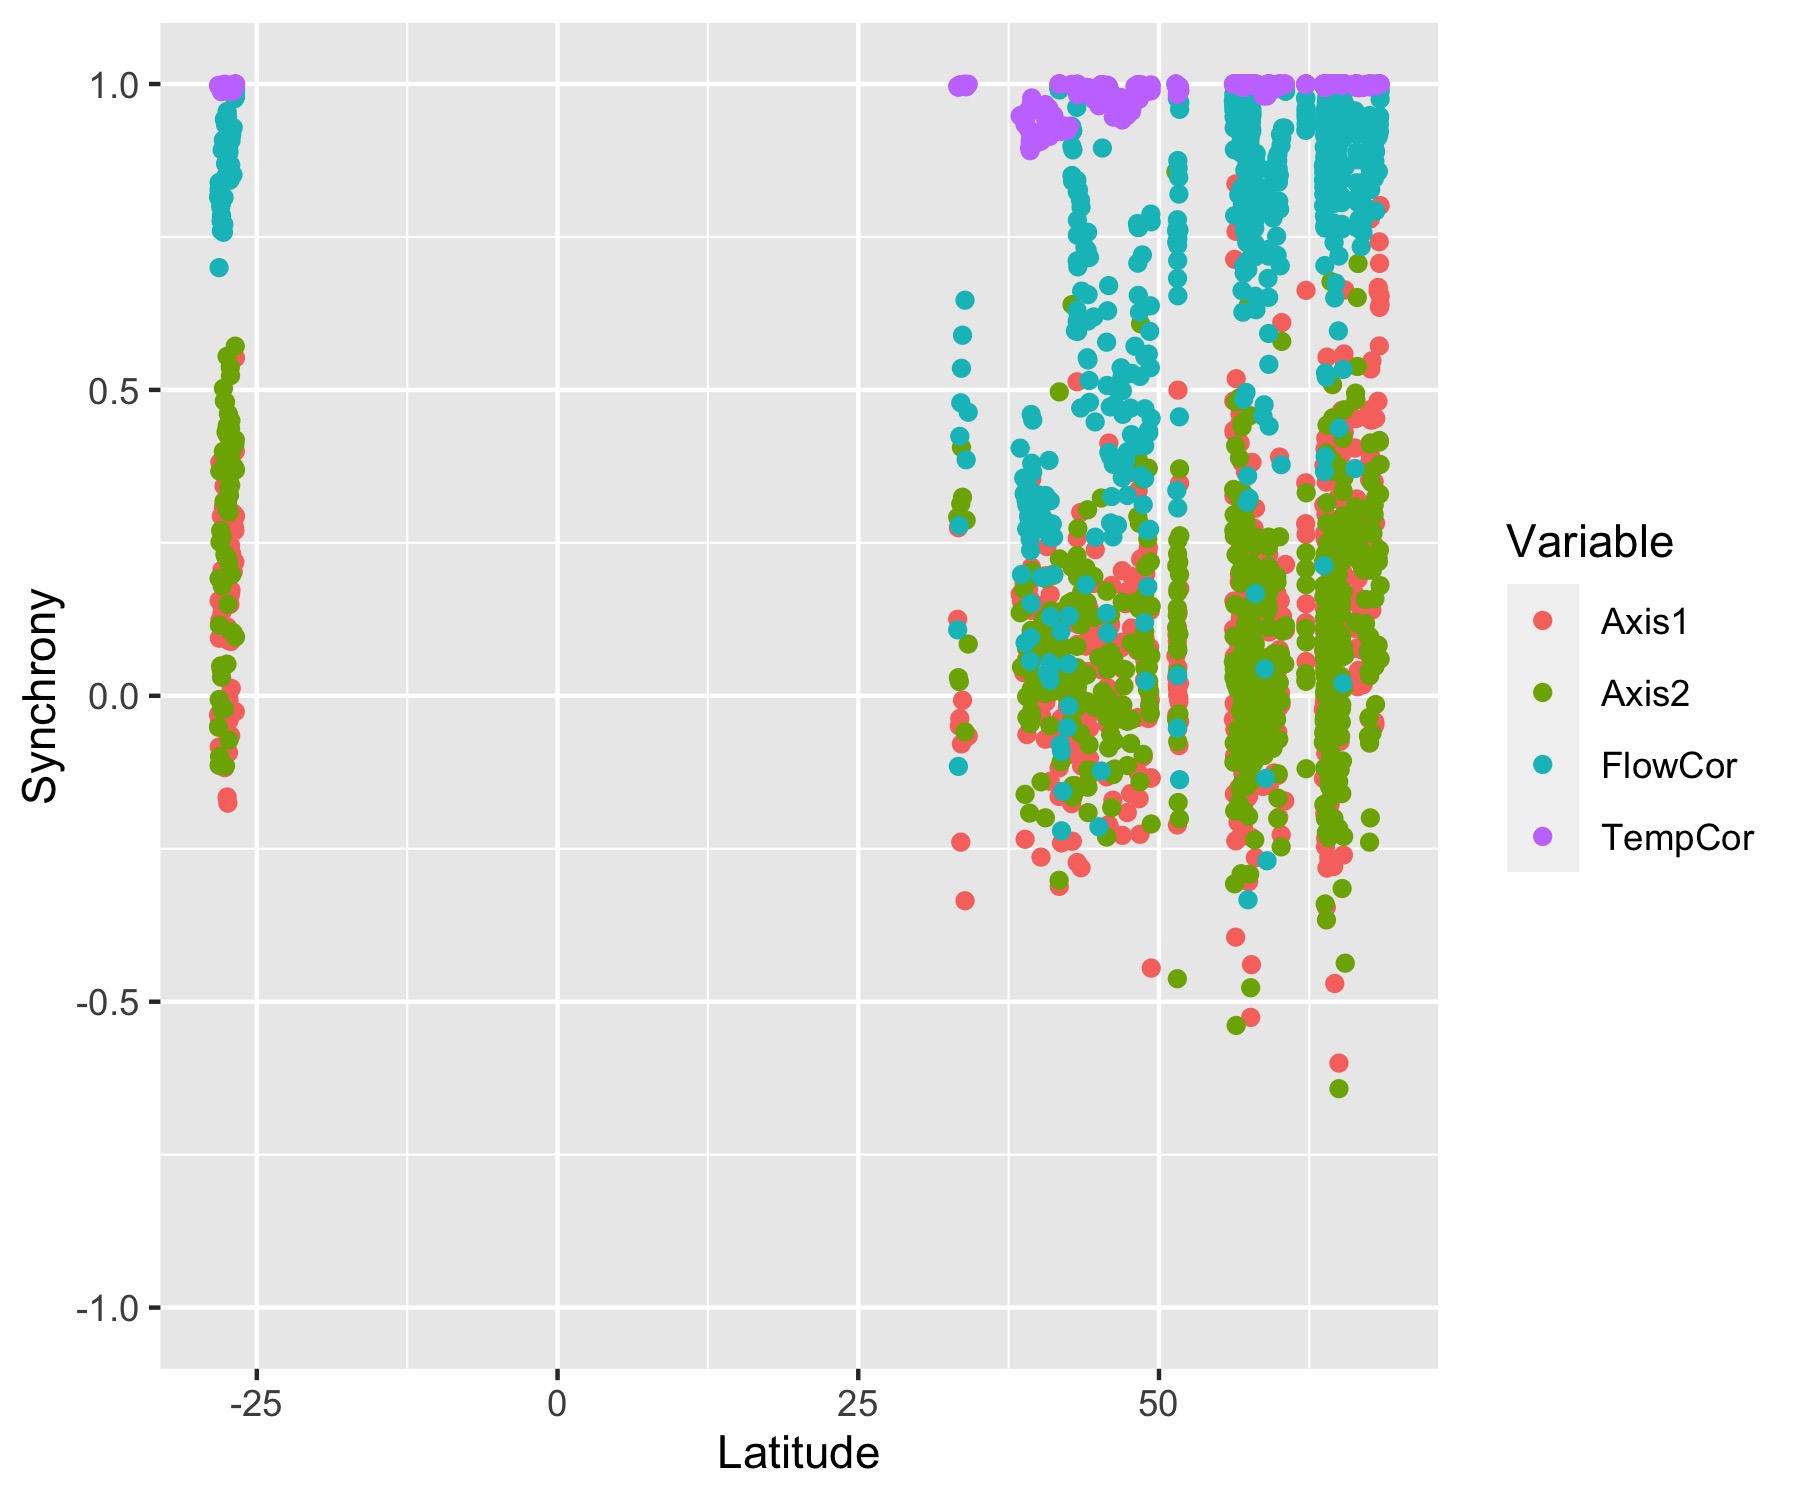 1.0
0.5
0.0
-0.5
-1.0
Synchrony
-25
0
25
50
Latitude
Variable
Axis1
Axis2
FlowCor
TempCor